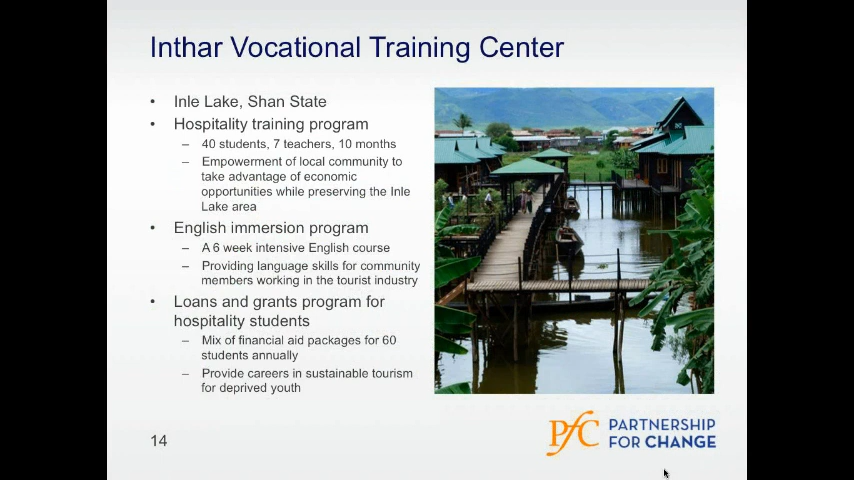 Inthar Vocational Training Center
• Inle Lake, Shan State
• Hospitality training program
– 40 students, 7 teachers, 10 months
– Empowerment of local community to
take advantage of economic
opportunities while preserving the Inle
Lake area
• English immersion program
– A 6 week intensive English course
– Providing language skills for community
members working in the tourist industry
• Loans and grants program for
hospitality students
– Mix of financial aid packages for 60
students annually
– Provide careers in sustainable tourism
for deprived youth
14
PfC PARTNERSHIP
FOR CHANGE